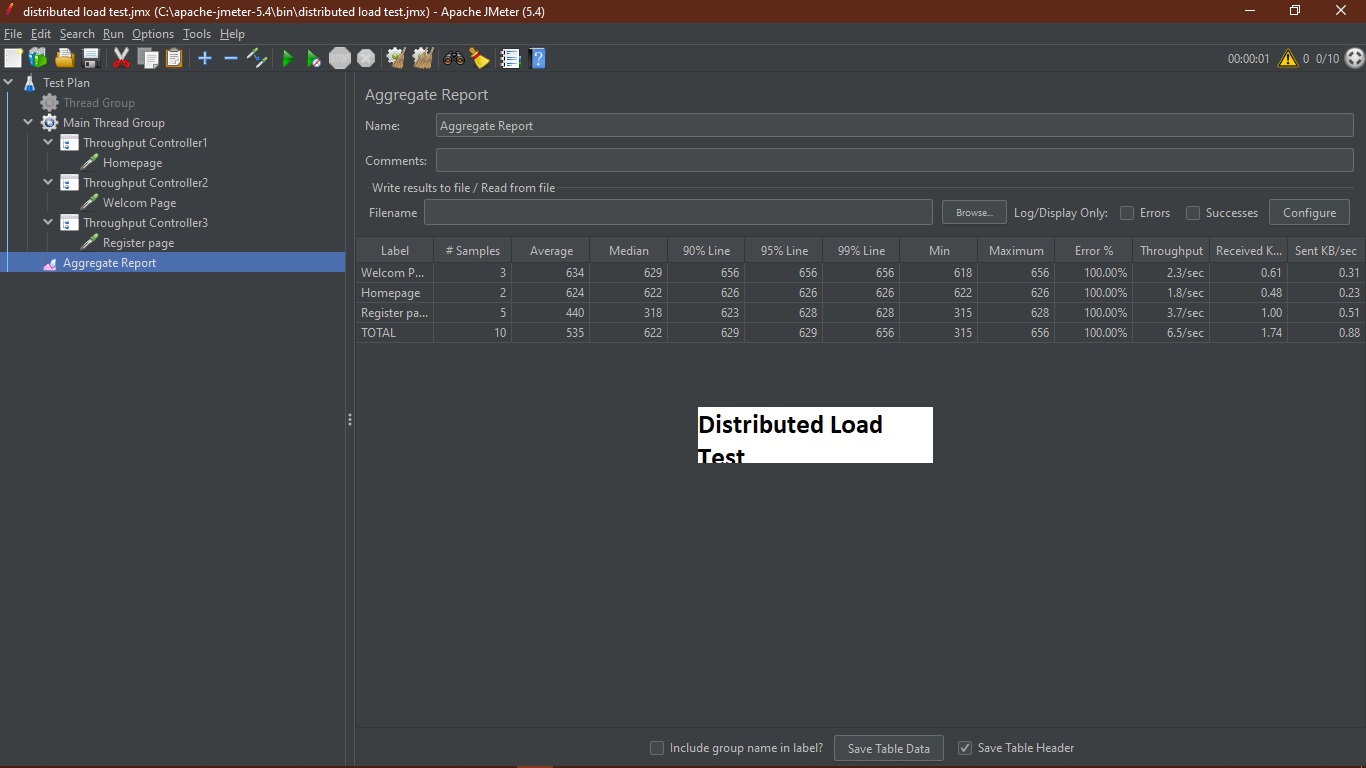 distributed load test.jmx (C:\apache-jmeter-5.4\bin\distributed load test.jmx) - Apache JMeter (5.4)
File Edit Search Run Options Tools Help
00:00:01 0 0/10
Test Plan
Thread Group
Main Thread Group
Throughput Controller1
Homepage
Throughput Controller2
Welcom Page
Throughput Controller3
Register page
Aggregate Report
Aggregate Report
Name: Aggregate Report
Comments:
Write results to file / Read from file
Filename Browse... Log/Display Only: Errors Successes Configure
Label # Samples Average Median 90% Line 95% Line 99% Line Min Maximum Error % Throughput Received K... Sent KB/sec
Welcom P... 3 634 629 656 656 656 618 656 100.00% 2.3/sec 0.61 0.31
Homepage 2 624 622 626 626 626 622 626 100.00% 1.8/sec 0.48 0.23
Register pa... 5 440 318 623 628 628 315 628 100.00% 3.7/sec 1.00 0.51
TOTAL 10 535 622 629 629 656 315 656 100.00% 6.5/sec 1.74 0.88
Distributed Load
Test
Include group name in label? Save Table Data Save Table Header